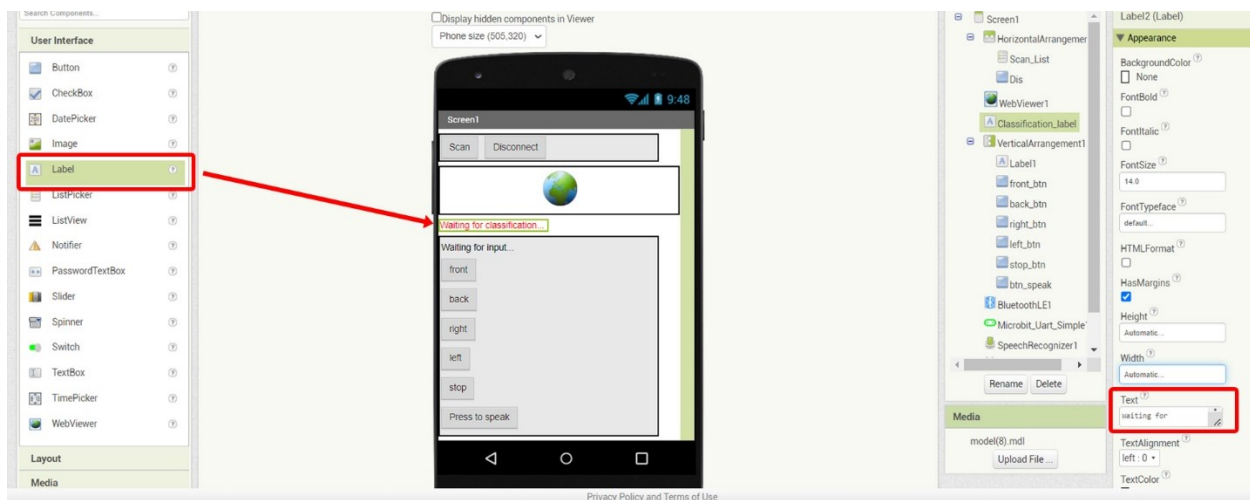 Search Components...
User Interface
Button
CheckBox
DatePicker
Image
Label
ListPicker
ListView
Notifier
PasswordTextBox
Slider
Spinner
Switch
TextBox
TimePicker
WebViewer
Layout
Media
Display hidden components in Viewer
Phone size (505,320)
9:48
Screen1
Scan Disconnect
Waiting for classification...
Waiting for input...
front
back
right
left
stop
Press to speak
Screen1
HorizontalArrangemer
Scan_List
Dis
WebViewer1
Classification_label
VerticalArrangement1
Label1
front_btn
back_btn
right_btn
left_btn
stop_btn
btn_speak
BluetoothLE1
Microbit_Uart_Simple
SpeechRecognizer1
Rename Delete
Media
model(8).mdl
Upload File ...
Label2 (Label)
Appearance
BackgroundColor
None
FontBold
FontItalic
FontSize
14.0
FontTypeface
default...
HTMLFormat
HasMargins
Height
Automatic...
Width
Automatic...
Text
waiting for
TextAlignment
left : 0
TextColor
Privacy Policy and Terms of Use